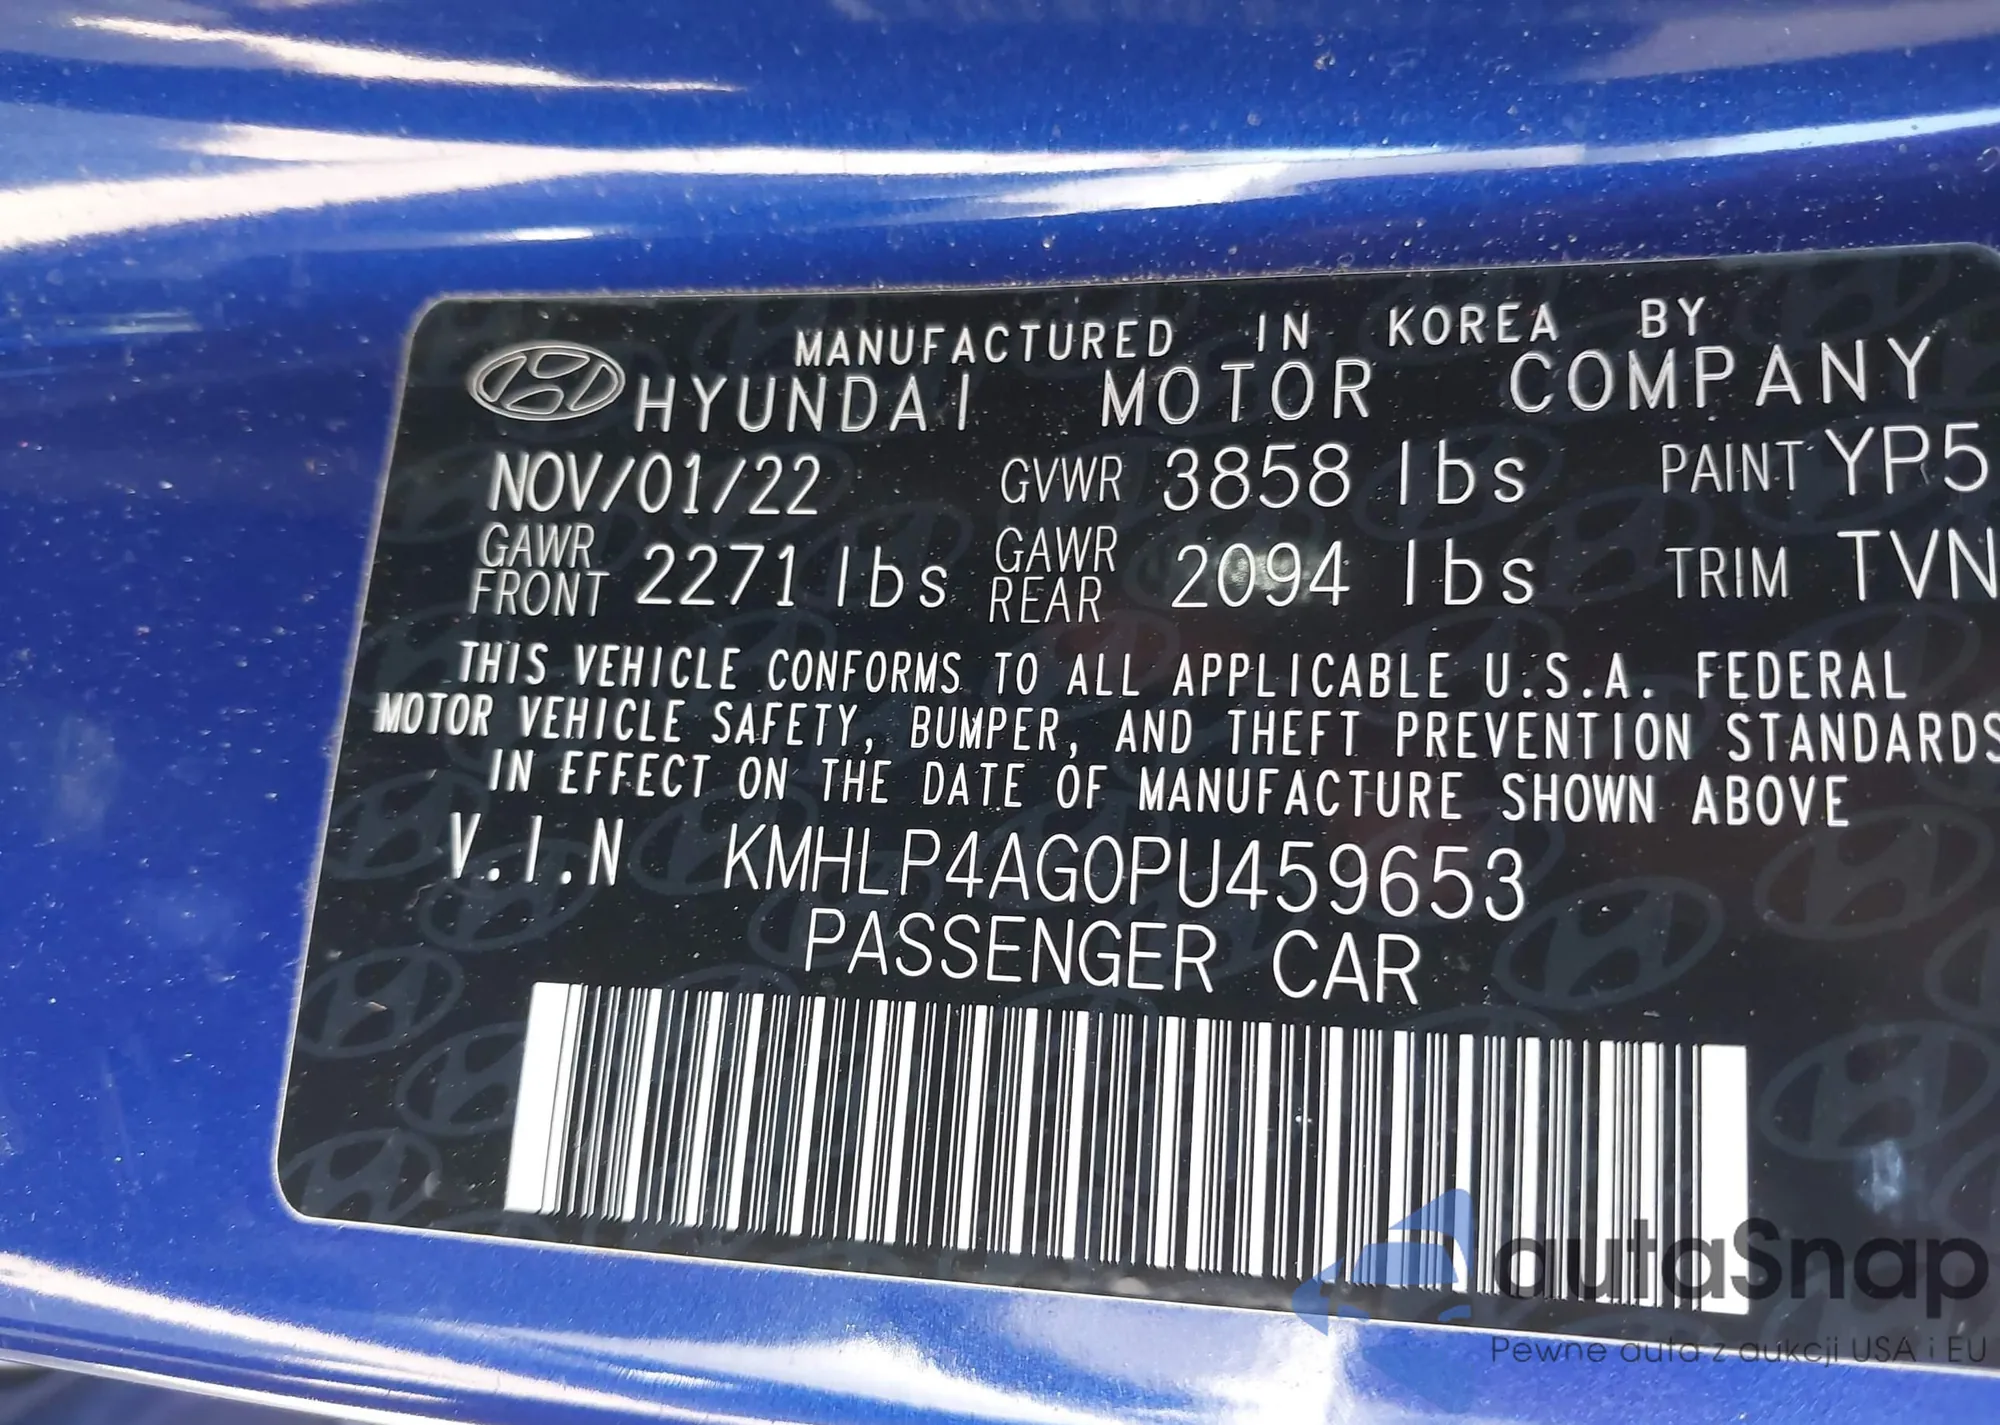 MANUFACTURED IN KOREA BY
HYUNDAI MOTOR COMPANY
NOV/01/22 GVWR 3858 lbs PAINT YP5
GAWR FRONT 2271 lbs GAWR REAR 2094 lbs TRIM TVN
THIS VEHICLE CONFORMS TO ALL APPLICABLE U.S.A. FEDERAL
MOTOR VEHICLE SAFETY, BUMPER, AND THEFT PREVENTION STANDARDS
IN EFFECT ON THE DATE OF MANUFACTURE SHOWN ABOVE
V.I.N KMHLP4AG0PU459653
PASSENGER CAR
autaSnap
Pewne auta z aukcji USA i EU